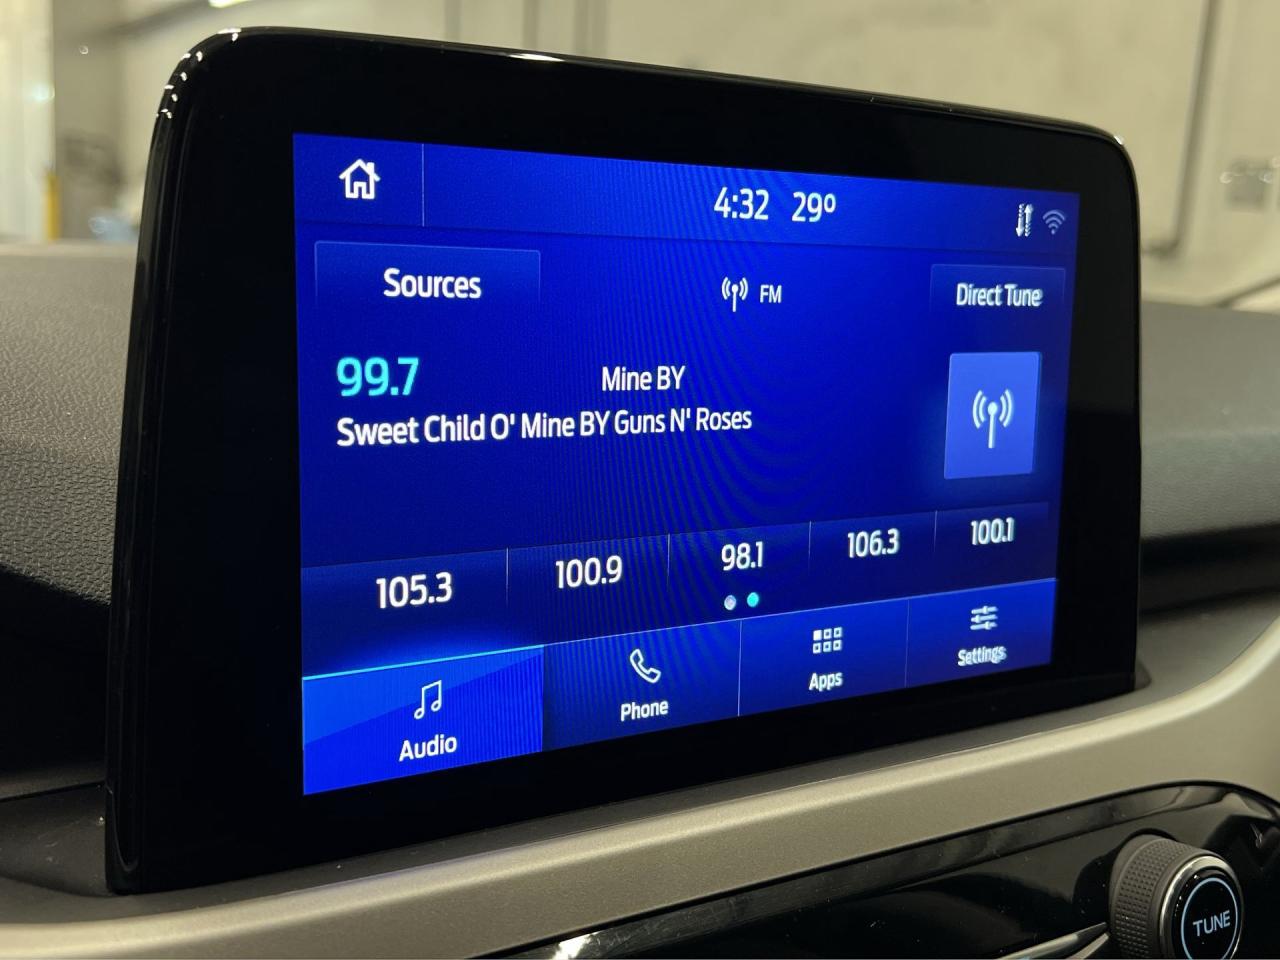 4:32 29º
Sources
FM
Direct Tune
99.7
Mine BY
Sweet Child O' Mine BY Guns N' Roses
105.3
100.9
98.1
106.3
100.1
Audio
Phone
Apps
Settings
TUNE